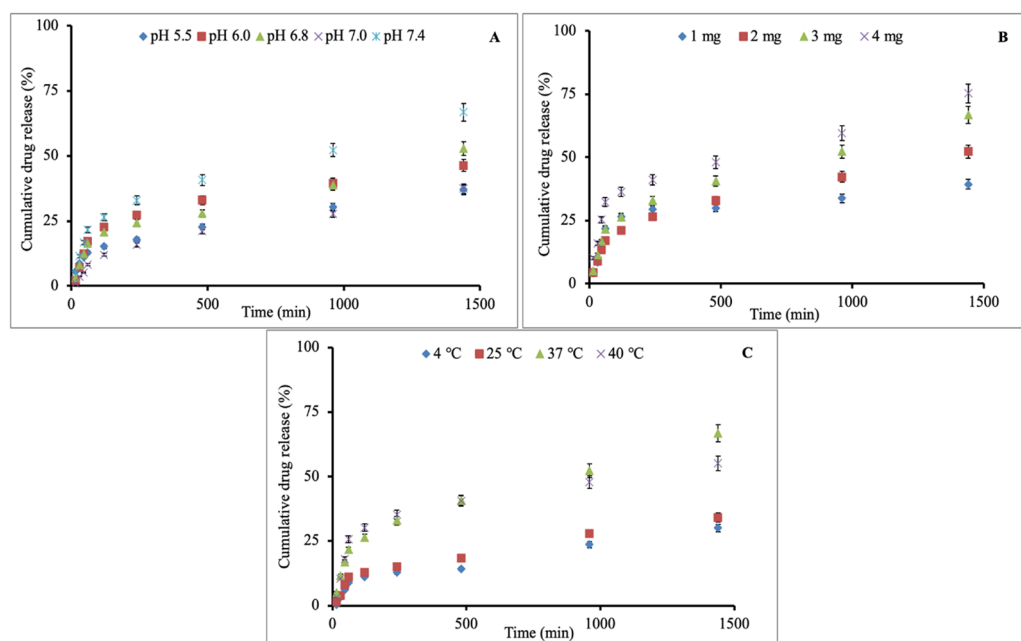 pH 5.5 pH 6.0 pH 6.8 pH 7.0 pH 7.4
A
Cumulative drug release (%)
100
75
50
25
0
0 500 1000 1500
Time (min)
1 mg 2 mg 3 mg 4 mg
B
Cumulative drug release (%)
100
75
50
25
0
0 500 1000 1500
Time (min)
4 °C 25 °C 37 °C 40 °C
C
Cumulative drug release (%)
100
75
50
25
0
0 500 1000 1500
Time (min)